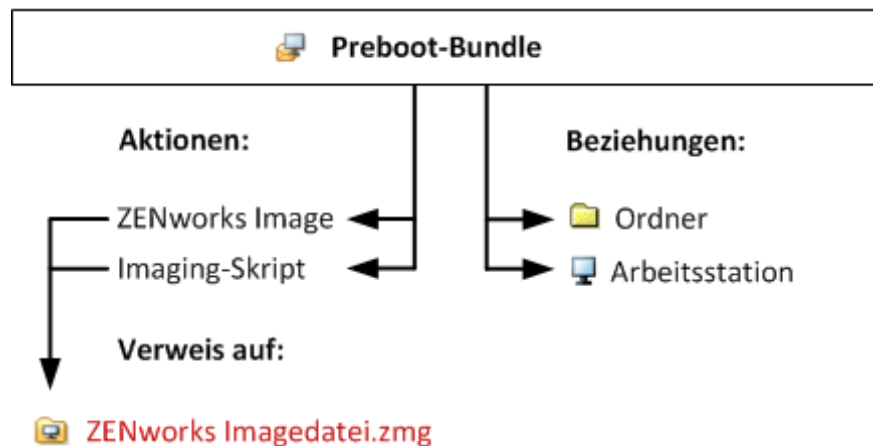 Preboot-Bundle
Aktionen:
Beziehungen:
ZENworks Image
Ordner
Imaging-Skript
Arbeitsstation
Verweis auf:
ZENworks Imagedatei.zmg